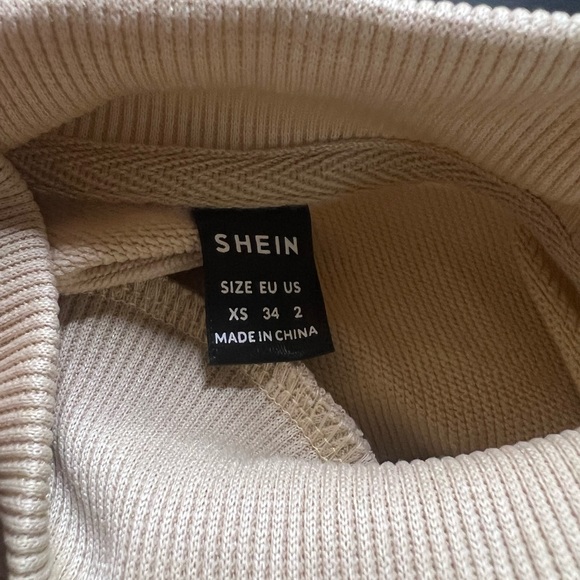 SHEIN
SIZE EU US
XS 34 2
MADE IN CHINA